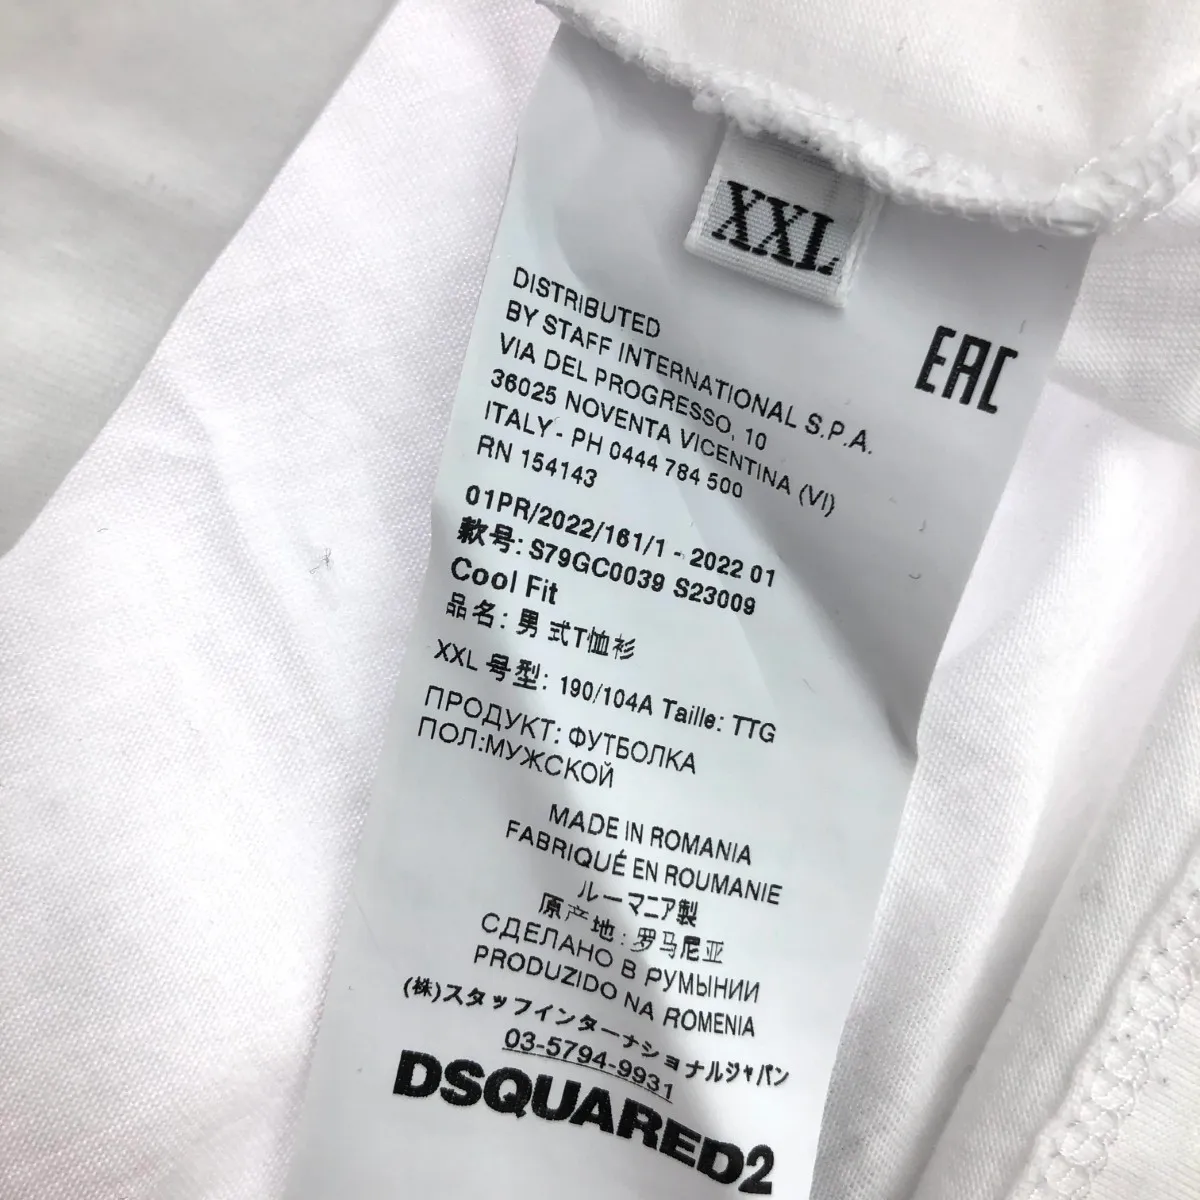 XXL
EAC
DISTRIBUTED
BY STAFF INTERNATIONAL S.P.A.
VIA DEL PROGRESSO, 10
36025 NOVENTA VICENTINA (VI)
ITALY - PH 0444 784 500
RN 154143
01PR/2022/161/1 - 2022 01
款号: S79GC0039 S23009
Cool Fit
品名: 男 式T恤衫
XXL 号型: 190/104A Taille: TTG
ПРОДУКТ: ФУТБОЛКА
ПОЛ:МУЖСКОЙ
MADE IN ROMANIA
FABRIQUÉ EN ROUMANIE
ルーマニア製
原产地: 罗马尼亚
СДЕЛАНО В РУМЫНИИ
PRODUZIDO NA ROMENIA
(株)スタッフインターナショナルジャパン
03-5794-9931
DSQUARED2